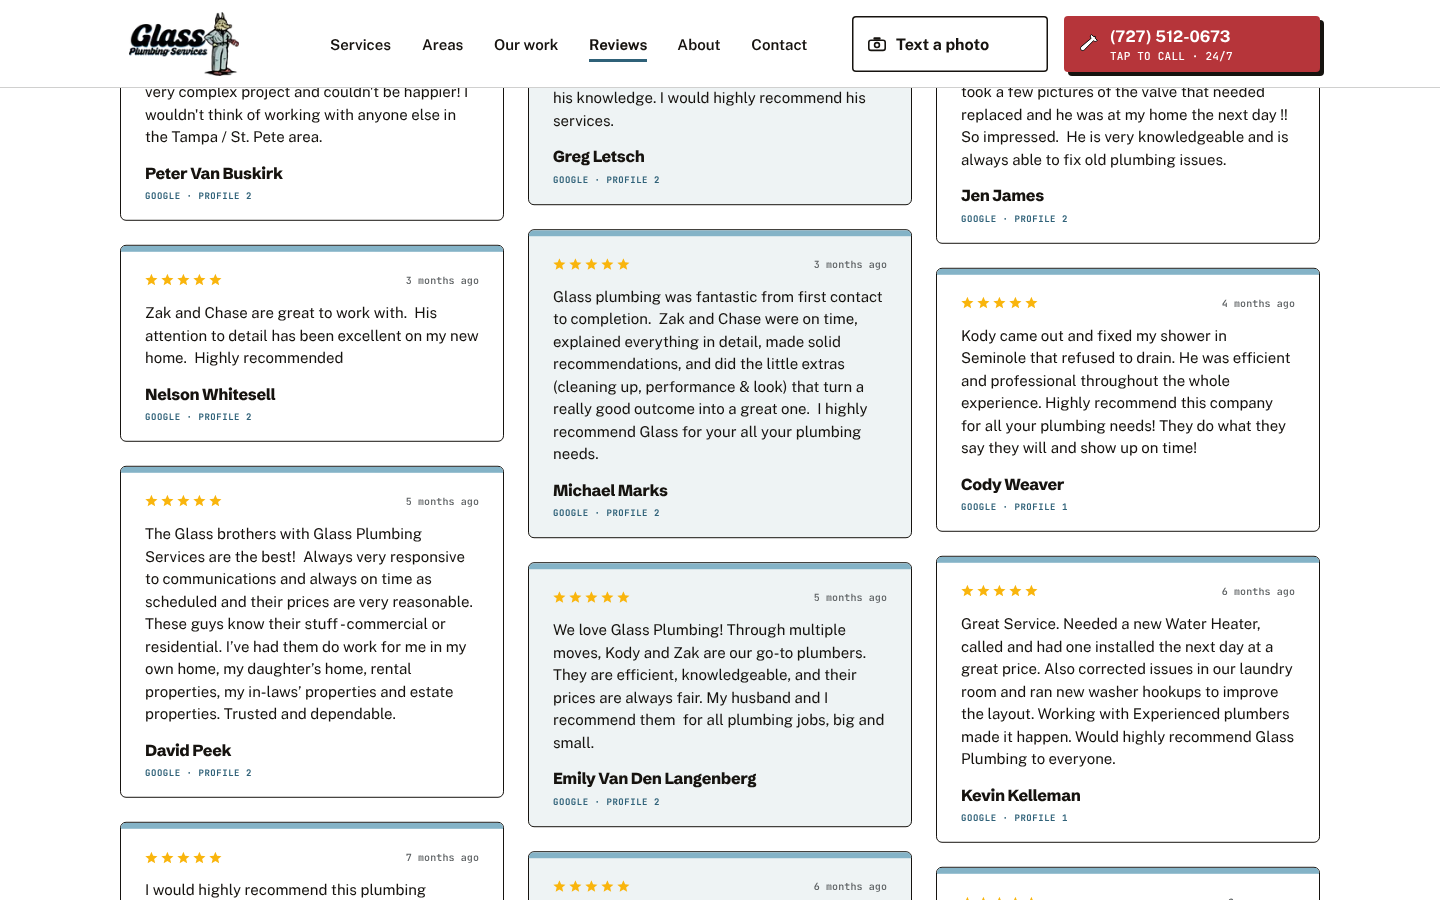 Glass
Plumbing Services
Services
Areas
Our work
Reviews
About
Contact
Text a photo
(727) 512-0673
TAP TO CALL · 24/7
very complex project and couldn't be happier! I
wouldn't think of working with anyone else in
the Tampa / St. Pete area.
Peter Van Buskirk
GOOGLE · PROFILE 2
3 months ago
Zak and Chase are great to work with.  His
attention to detail has been excellent on my new
home.  Highly recommended
Nelson Whitesell
GOOGLE · PROFILE 2
5 months ago
The Glass brothers with Glass Plumbing
Services are the best!  Always very responsive
to communications and always on time as
scheduled and their prices are very reasonable.
These guys know their stuff - commercial or
residential. I’ve had them do work for me in my
own home, my daughter’s home, rental
properties, my in-laws’ properties and estate
properties. Trusted and dependable.
David Peek
GOOGLE · PROFILE 2
7 months ago
I would highly recommend this plumbing
his knowledge. I would highly recommend his
services.
Greg Letsch
GOOGLE · PROFILE 2
3 months ago
Glass plumbing was fantastic from first contact
to completion.  Zak and Chase were on time,
explained everything in detail, made solid
recommendations, and did the little extras
(cleaning up, performance & look) that turn a
really good outcome into a great one.  I highly
recommend Glass for your all your plumbing
needs.
Michael Marks
GOOGLE · PROFILE 2
5 months ago
We love Glass Plumbing! Through multiple
moves, Kody and Zak are our go-to plumbers.
They are efficient, knowledgeable, and their
prices are always fair. My husband and I
recommend them  for all plumbing jobs, big and
small.
Emily Van Den Langenberg
GOOGLE · PROFILE 2
6 months ago
took a few pictures of the valve that needed
replaced and he was at my home the next day !!
So impressed.  He is very knowledgeable and is
always able to fix old plumbing issues.
Jen James
GOOGLE · PROFILE 2
4 months ago
Kody came out and fixed my shower in
Seminole that refused to drain. He was efficient
and professional throughout the whole
experience. Highly recommend this company
for all your plumbing needs! They do what they
say they will and show up on time!
Cody Weaver
GOOGLE · PROFILE 1
6 months ago
Great Service. Needed a new Water Heater,
called and had one installed the next day at a
great price. Also corrected issues in our laundry
room and ran new washer hookups to improve
the layout. Working with Experienced plumbers
made it happen. Would highly recommend Glass
Plumbing to everyone.
Kevin Kelleman
GOOGLE · PROFILE 1